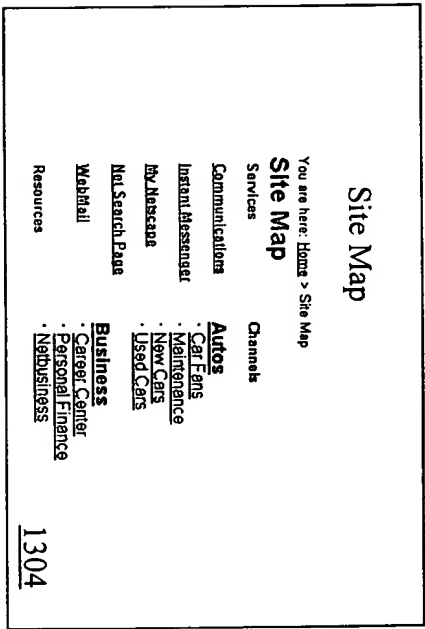 Site Map
You are here: Home > Site Map
Site Map
Services
Channels
Communications
Instant Messenger
My Netscape
Net Search Page
WebMail
Resources
Autos
· Car Fans
· Maintenance
· New Cars
· Used Cars
Business
· Career Center
· Personal Finance
· Netbusiness
1304